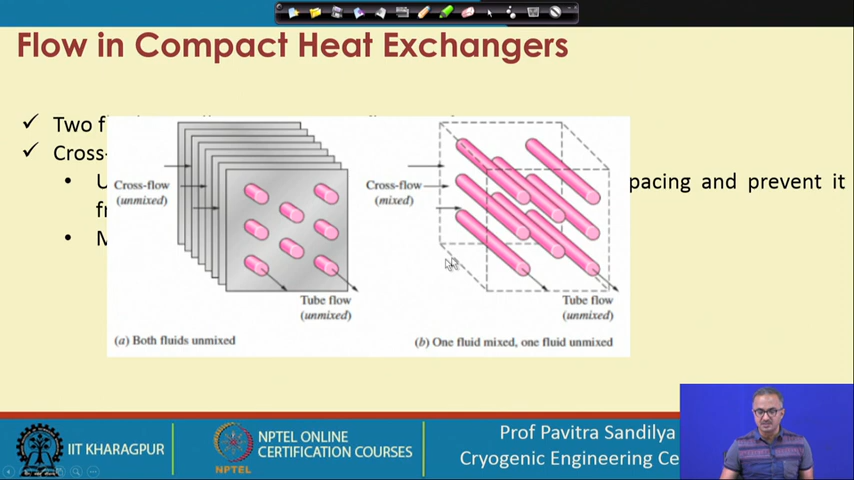 Flow in Compact Heat Exchangers
Two f
Cross-
U
pacing and prevent it
fr
M
Cross-flow
(unmixed)
Tube flow
(unmixed)
(a) Both fluids unmixed
Cross-flow
(mixed)
Tube flow
(unmixed)
(b) One fluid mixed, one fluid unmixed
IIT KHARAGPUR
NPTEL
NPTEL ONLINE
CERTIFICATION COURSES
Prof Pavitra Sandilya
Cryogenic Engineering Ce